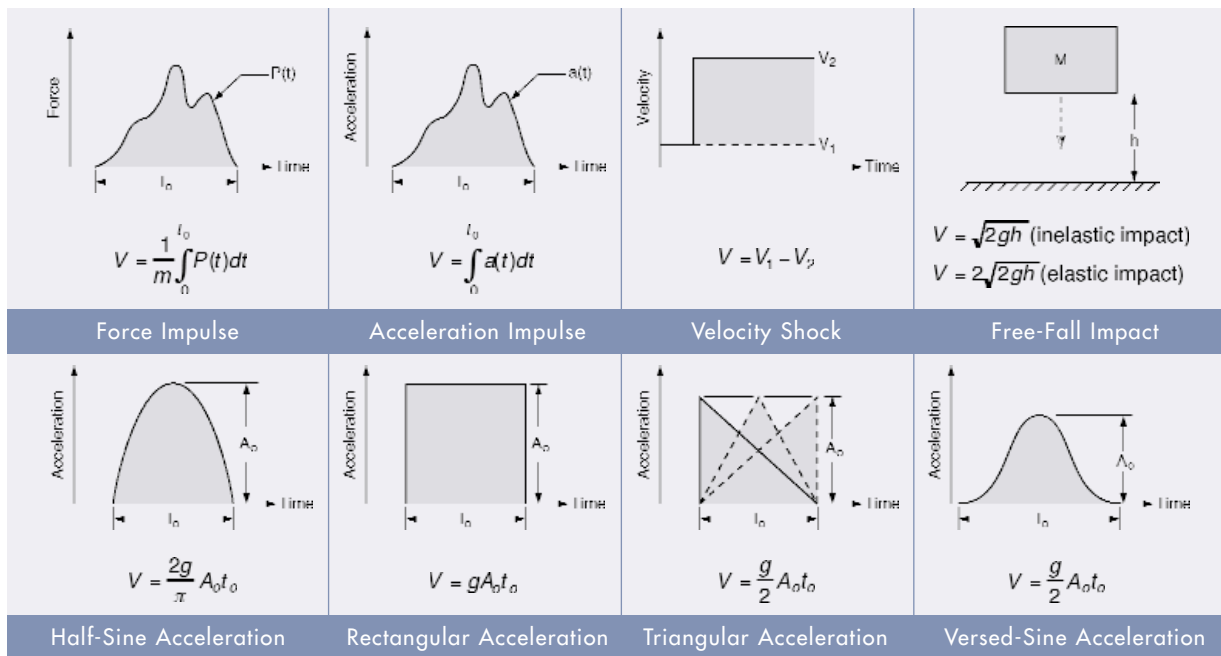 Force
P(t)
Time
t₀
V = 1/m ∫₀^t₀ P(t)dt
Force Impulse
Acceleration
a(t)
Time
t₀
V = ∫₀^t₀ a(t)dt
Acceleration Impulse
Velocity
V₂
V₁
Time
V = V₁ – V₂
Velocity Shock
M
h
V = √2gh (inelastic impact)
V = 2√2gh (elastic impact)
Free-Fall Impact
Acceleration
A₀
Time
t₀
V = 2g/π A₀t₀
Half-Sine Acceleration
Acceleration
A₀
Time
t₀
V = gA₀t₀
Rectangular Acceleration
Acceleration
A₀
Time
t₀
V = g/2 A₀t₀
Triangular Acceleration
Acceleration
A₀
Time
t₀
V = g/2 A₀t₀
Versed-Sine Acceleration